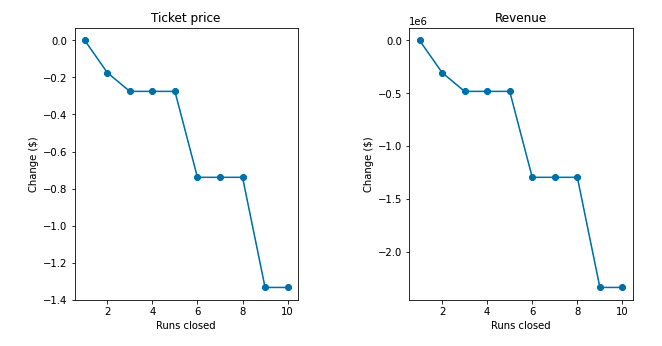 Ticket price
0.0
−0.2
−0.4
−0.6
−0.8
−1.0
−1.2
−1.4
Change ($)
2 4 6 8 10
Runs closed
Revenue
1e6
0.0
−0.5
−1.0
−1.5
−2.0
Change ($)
2 4 6 8 10
Runs closed